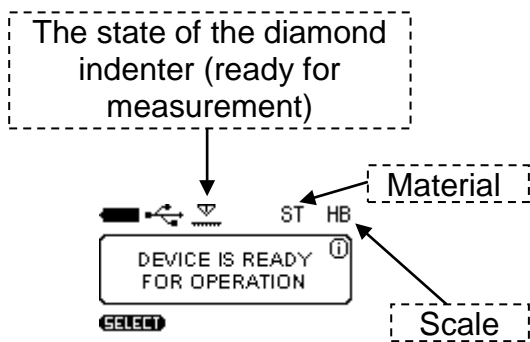 The state of the diamond
indenter (ready for
measurement)
Material
ST HB
DEVICE IS READY
FOR OPERATION
i
SELECT
Scale